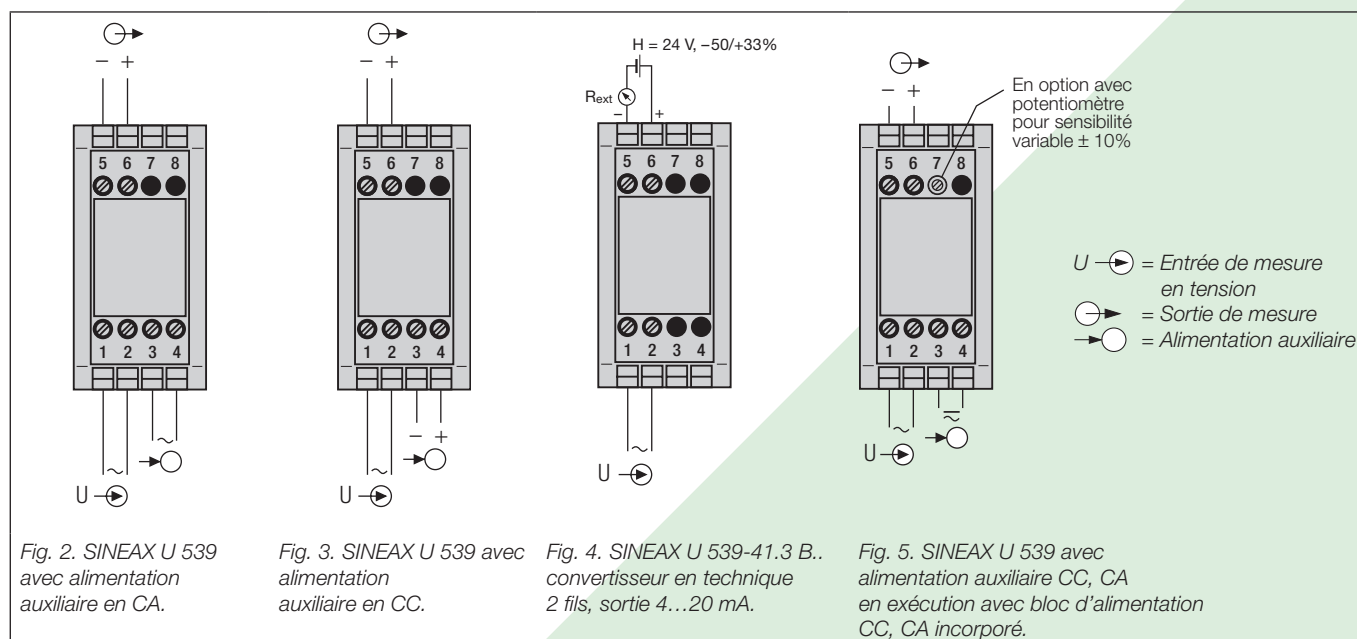 − +
5 6 7 8
1 2 3 4
~
~
U
Fig. 2. SINEAX U 539
avec alimentation
auxiliaire en CA.
− +
5 6 7 8
1 2 3 4
− +
~
U
Fig. 3. SINEAX U 539 avec
alimentation
auxiliaire en CC.
H = 24 V, −50/+33%
Rext
− +
5 6 7 8
1 2 3 4
~
U
Fig. 4. SINEAX U 539-41.3 B..
convertisseur en technique
2 fils, sortie 4…20 mA.
− +
En option avec
potentiomètre
pour sensibilité
variable ± 10%
5 6 7 8
1 2 3 4
~
U
Fig. 5. SINEAX U 539 avec
alimentation auxiliaire CC, CA
en exécution avec bloc d’alimentation
CC, CA incorporé.
U = Entrée de mesure
en tension
= Sortie de mesure
= Alimentation auxiliaire